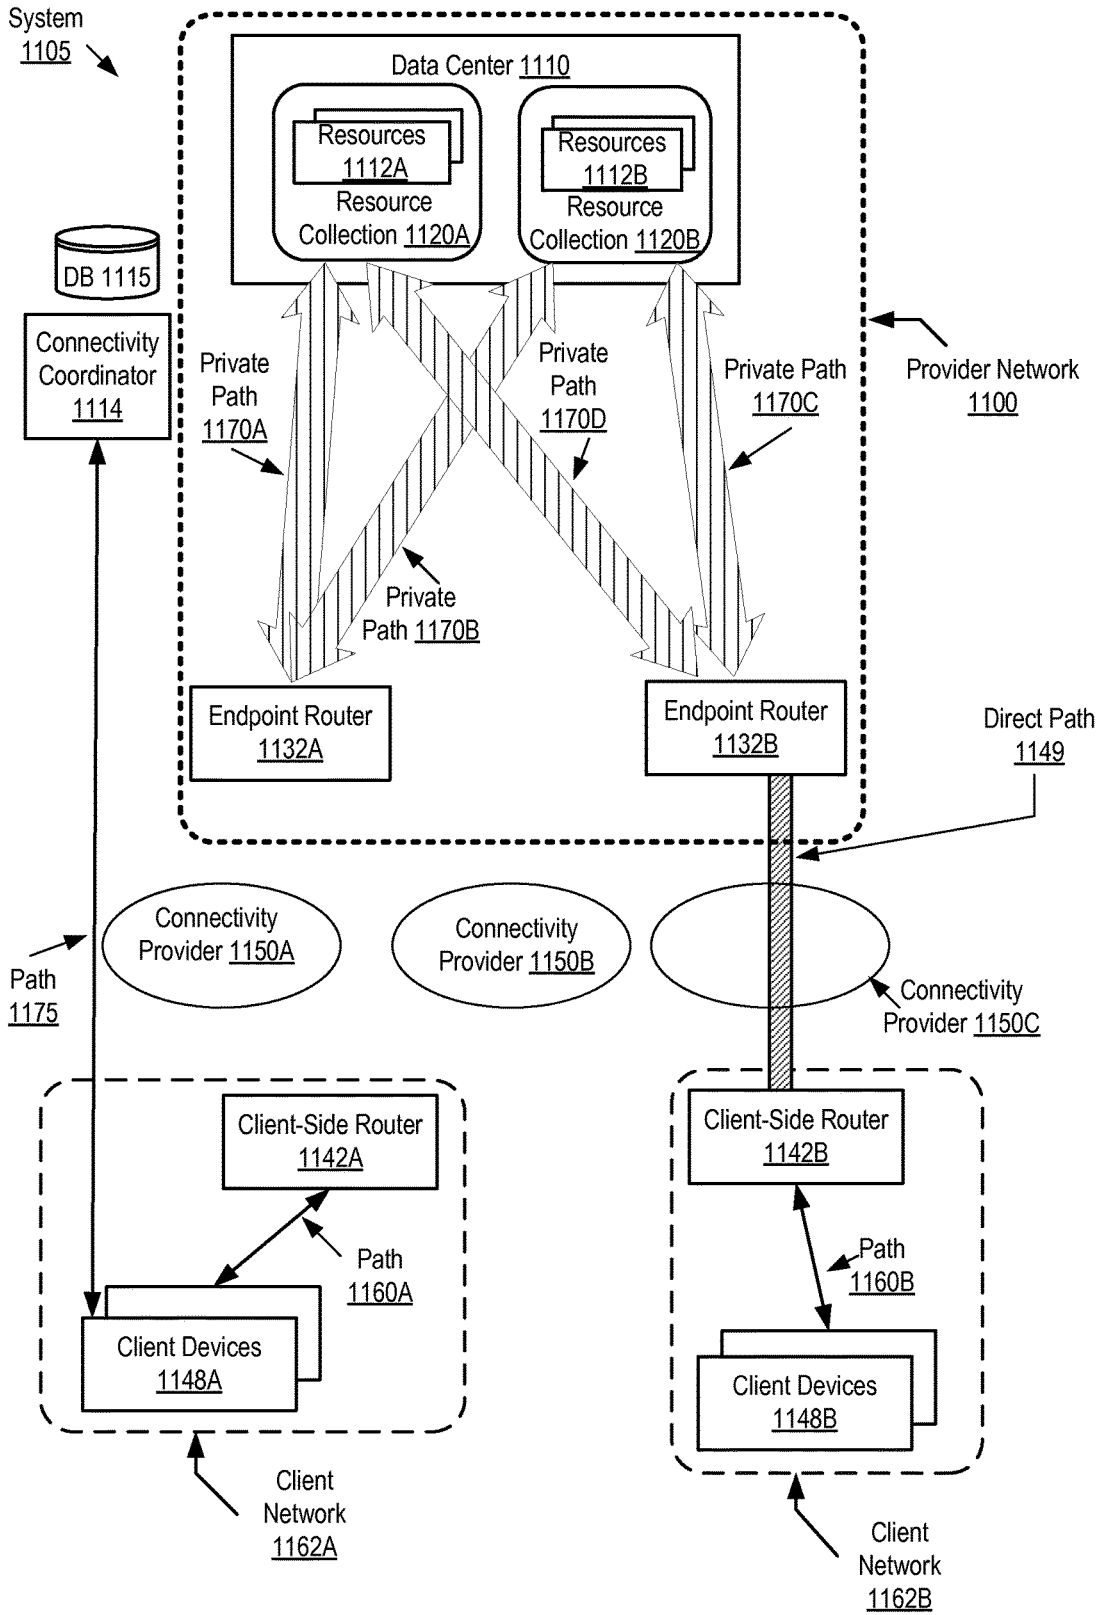 System
1105
Data Center 1110
Resources
1112A
Resource
Collection 1120A
Resources
1112B
Resource
Collection 1120B
DB 1115
Connectivity
Coordinator
1114
Private
Path
1170A
Private
Path
1170D
Private Path
1170C
Provider Network
1100
Private
Path 1170B
Endpoint Router
1132A
Endpoint Router
1132B
Direct Path
1149
Connectivity
Provider 1150A
Connectivity
Provider 1150B
Connectivity
Provider 1150C
Path
1175
Client-Side Router
1142A
Client-Side Router
1142B
Path
1160A
Path
1160B
Client Devices
1148A
Client Devices
1148B
Client
Network
1162A
Client
Network
1162B